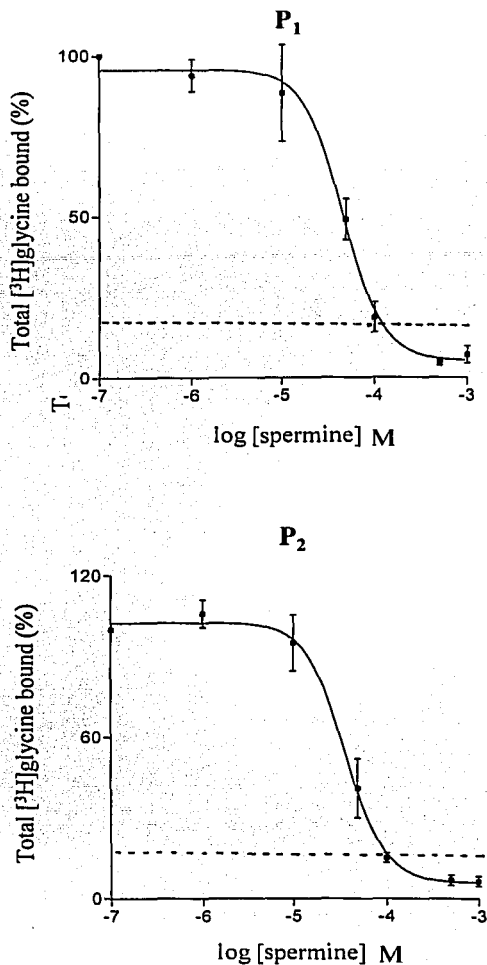 P₁
Total [³H]glycine bound (%)
100
50
0
-7
-6
-5
-4
-3
log [spermine] M
P₂
Total [³H]glycine bound (%)
120
60
0
-7
-6
-5
-4
-3
log [spermine] M